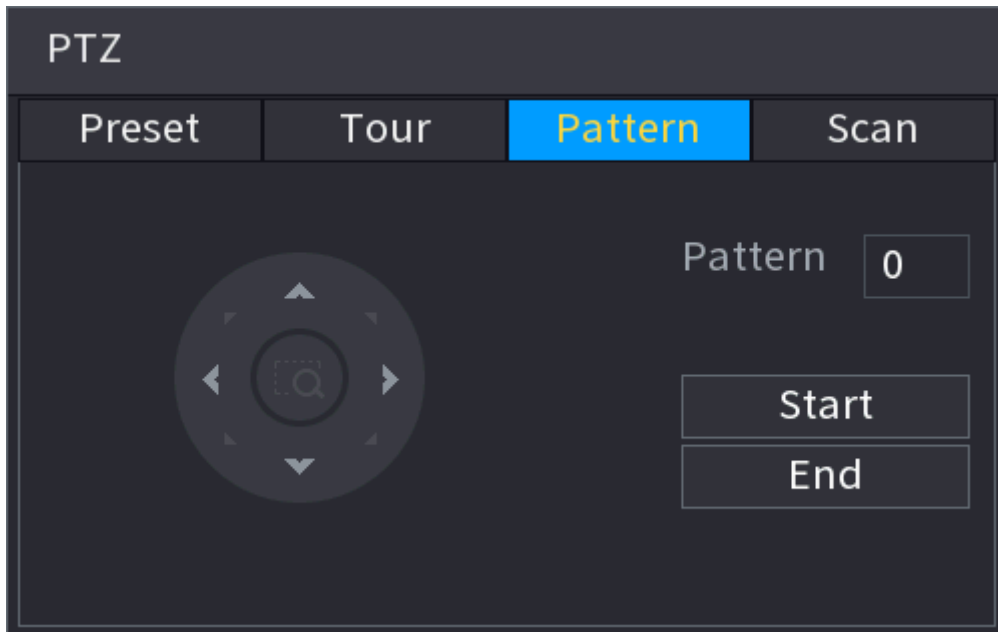 PTZ
Preset Tour Pattern Scan
Pattern 0
Start
End